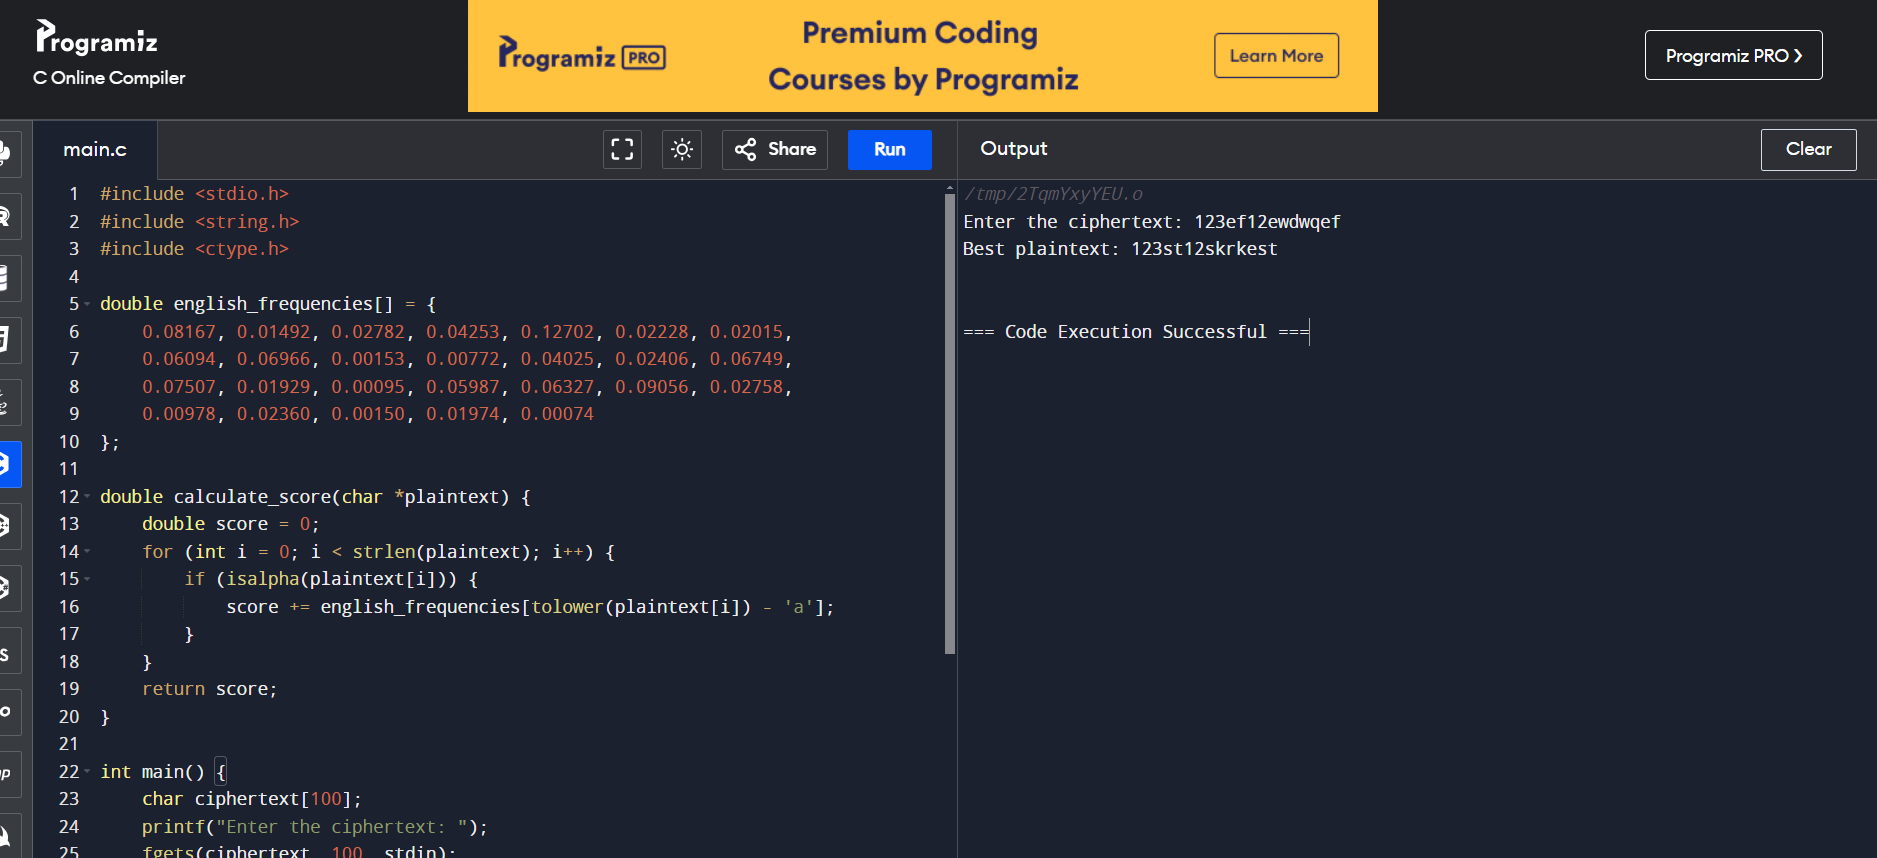 Programiz
C Online Compiler
Programiz PRO
Premium Coding
Courses by Programiz
Learn More
Programiz PRO ❯
main.c
Share
Run
Output
Clear
1 #include <stdio.h>
2 #include <string.h>
3 #include <ctype.h>
4
5 double english_frequencies[] = {
6 0.08167, 0.01492, 0.02782, 0.04253, 0.12702, 0.02228, 0.02015,
7 0.06094, 0.06966, 0.00153, 0.00772, 0.04025, 0.02406, 0.06749,
8 0.07507, 0.01929, 0.00095, 0.05987, 0.06327, 0.09056, 0.02758,
9 0.00978, 0.02360, 0.00150, 0.01974, 0.00074
10 };
11
12 double calculate_score(char *plaintext) {
13 double score = 0;
14 for (int i = 0; i < strlen(plaintext); i++) {
15 if (isalpha(plaintext[i])) {
16 score += english_frequencies[tolower(plaintext[i]) - 'a'];
17 }
18 }
19 return score;
20 }
21
22 int main() {
23 char ciphertext[100];
24 printf("Enter the ciphertext: ");
25 fgets(ciphertext, 100, stdin);
/tmp/2TqmYxyYEU.o
Enter the ciphertext: 123ef12ewdwqef
Best plaintext: 123st12skrkest
=== Code Execution Successful ===